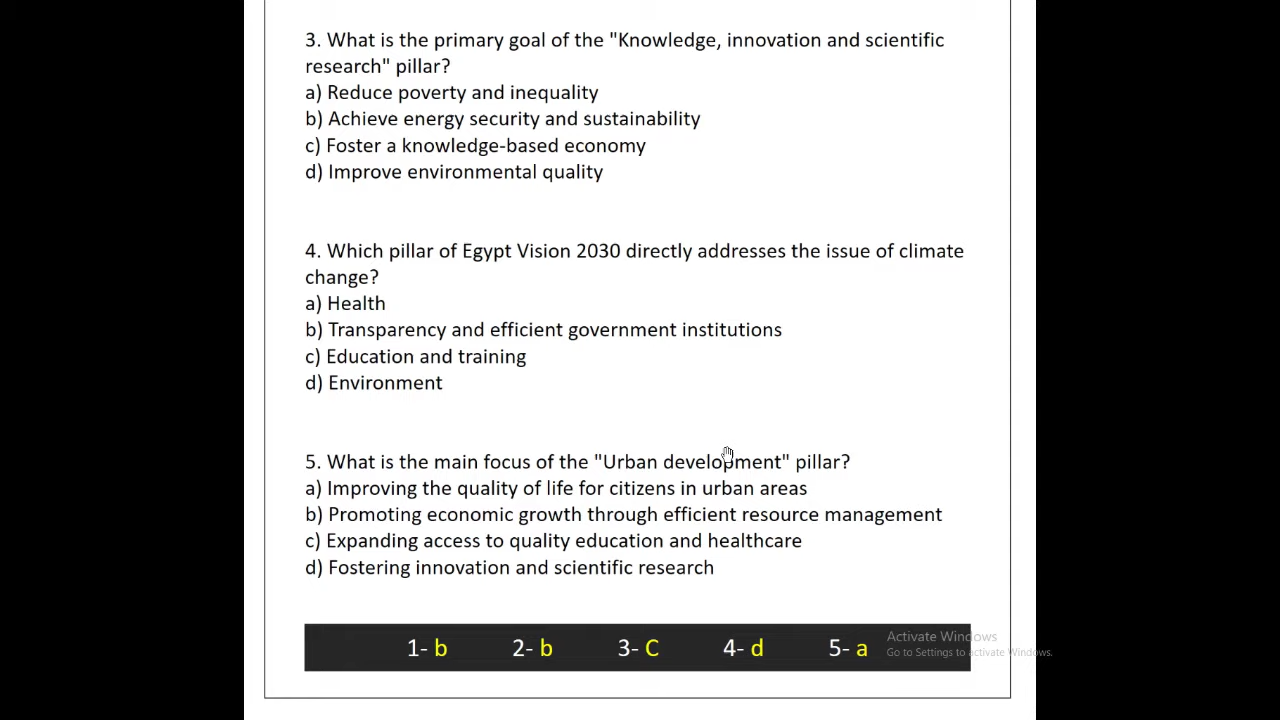 3. What is the primary goal of the "Knowledge, innovation and scientific
research" pillar?
a) Reduce poverty and inequality
b) Achieve energy security and sustainability
c) Foster a knowledge-based economy
d) Improve environmental quality
4. Which pillar of Egypt Vision 2030 directly addresses the issue of climate
change?
a) Health
b) Transparency and efficient government institutions
c) Education and training
d) Environment
5. What is the main focus of the "Urban development" pillar?
a) Improving the quality of life for citizens in urban areas
b) Promoting economic growth through efficient resource management
c) Expanding access to quality education and healthcare
d) Fostering innovation and scientific research
1- b 2- b 3- C 4- d 5- a
Activate Windows
Go to Settings to activate Windows.